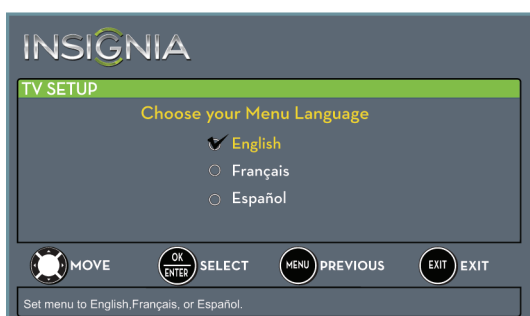 INSIGNIA
TV SETUP
Choose your Menu Language
English
Français
Español
MOVE OK ENTER SELECT MENU PREVIOUS EXIT EXIT
Set menu to English,Français, or Español.